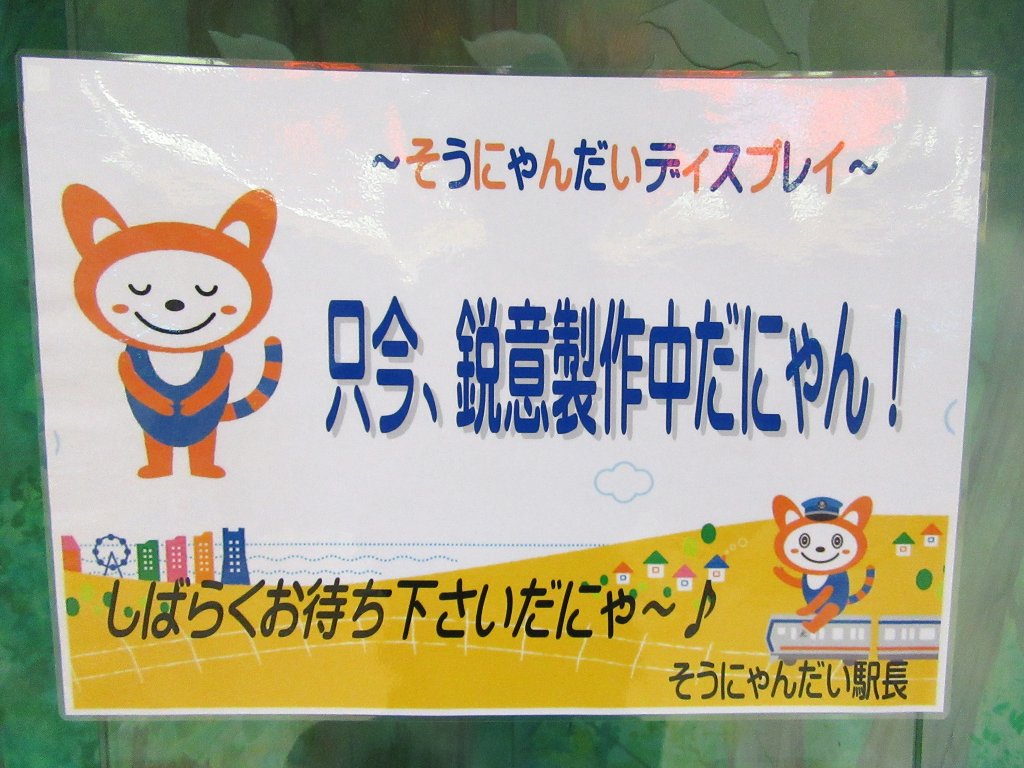 ～そうにゃんだいディスプレイ～
只今、鋭意製作中だにゃん！
しばらくお待ち下さいだにゃ～♪
そうにゃんだい駅長